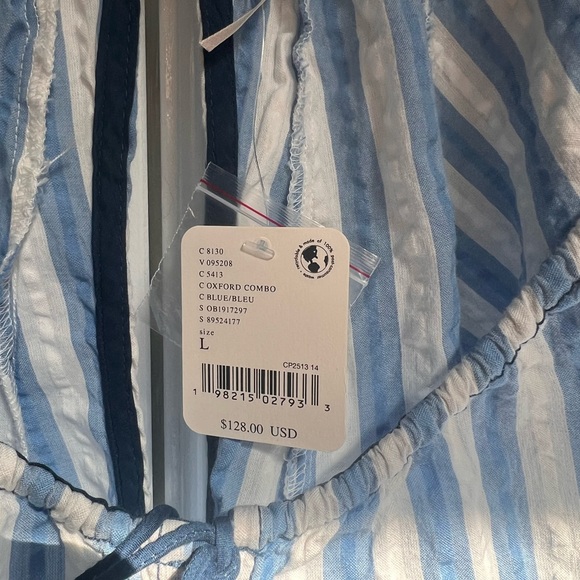 C 8130
V 095208
C 5413
C OXFORD COMBO
C BLUE/BLEU
S OB1917297
S 89524177
size
L
CP2513 14
1 98215 02793 3
$128.00 USD